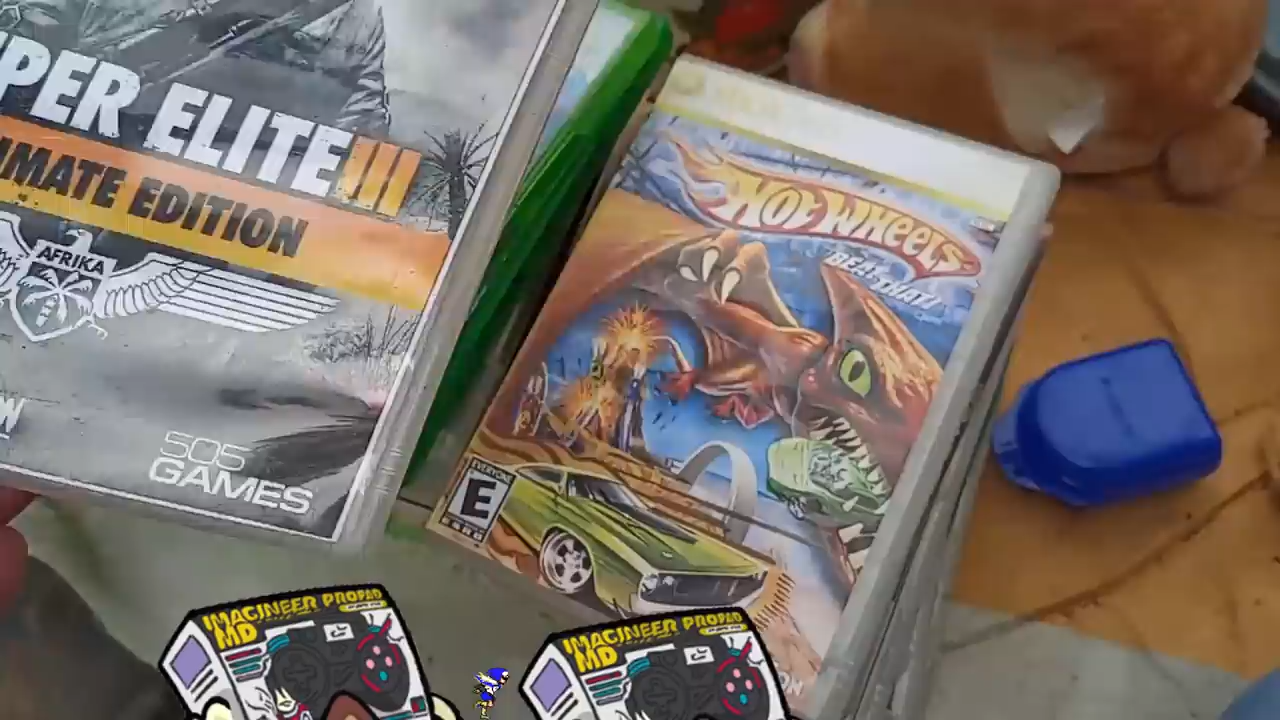 PER ELITE III
IMATE EDITION
AFRIKA
505
GAMES
HOT WHEELS
BEAT
THAT!
EVERYONE
E
ESRB
IMAGINEER PROPAD
MD
IMAGINEER PROPAD
MD